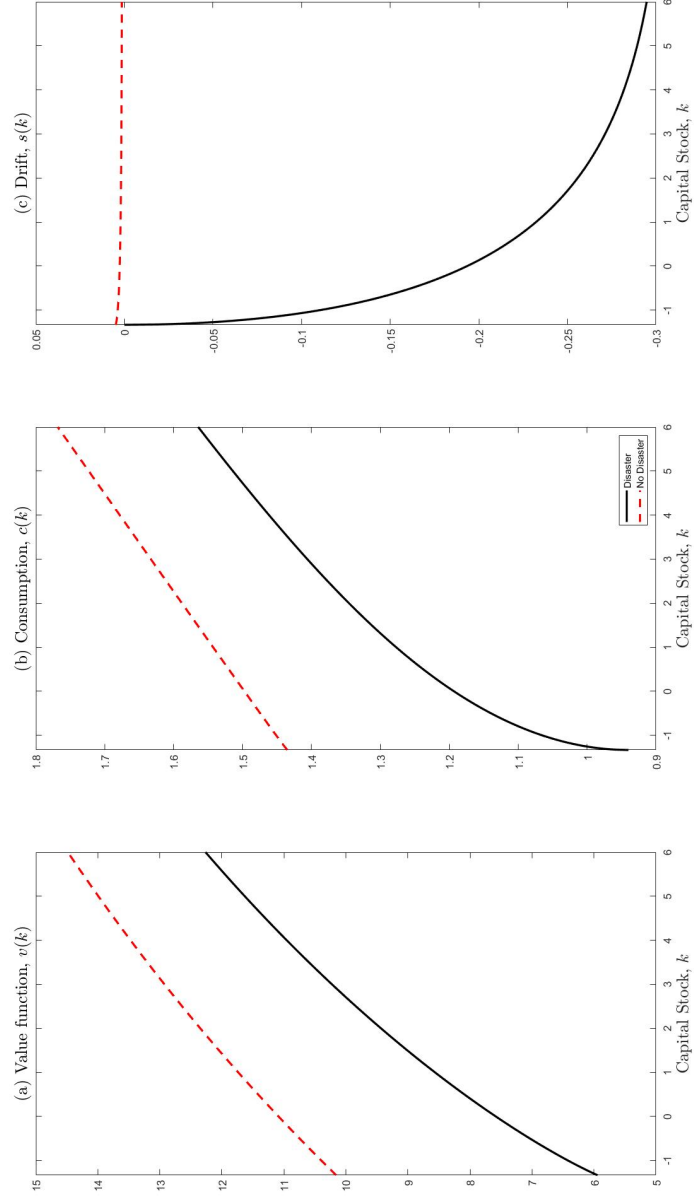 (a) Value function, v(k)
15
14
13
12
11
10
9
8
7
6
5
-1 0 1 2 3 4 5 6
Capital Stock, k
(b) Consumption, c(k)
1.8
1.7
1.6
1.5
1.4
1.3
1.2
1.1
1
0.9
Disaster
No Disaster
-1 0 1 2 3 4 5 6
Capital Stock, k
(c) Drift, s(k)
0.05
0
-0.05
-0.1
-0.15
-0.2
-0.25
-0.3
-1 0 1 2 3 4 5 6
Capital Stock, k